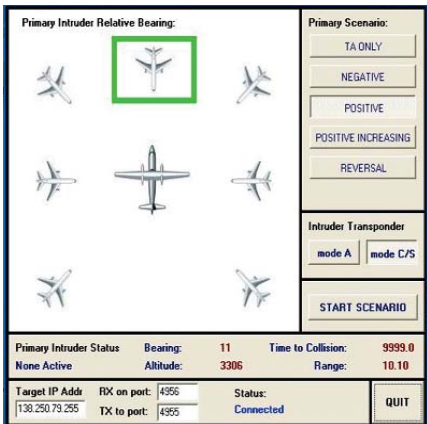 Primary Intruder Relative Bearing:
Primary Scenario:
TA ONLY
NEGATIVE
POSITIVE
POSITIVE INCREASING
REVERSAL
Intruder Transponder
mode A mode C/S
START SCENARIO
Primary Intruder Status Bearing: 11 Time to Collision: 9999.0
None Active Altitude: 3306 Range: 10.10
Target IP Addr RX on port: 4956 Status:
138.250.79.255 TX to port: 4955 Connected
QUIT